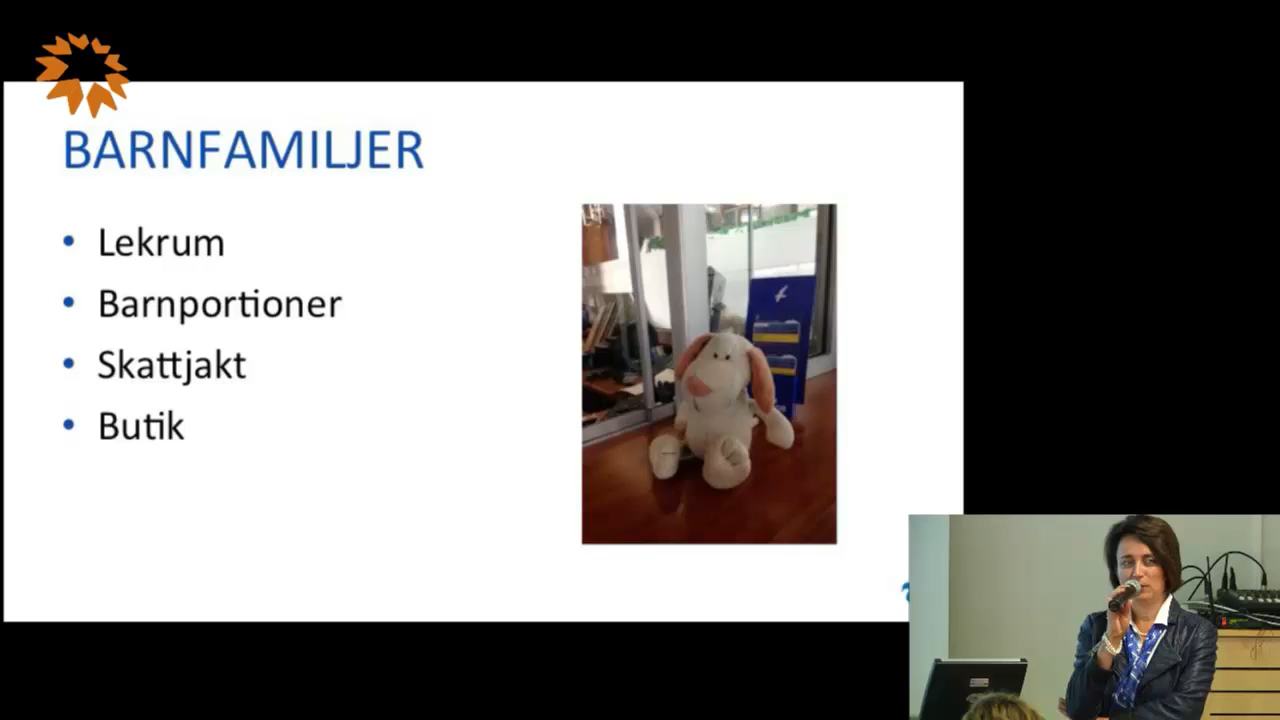 BARNFAMILJER
• Lekrum
• Barnportioner
• Skattjakt
• Butik